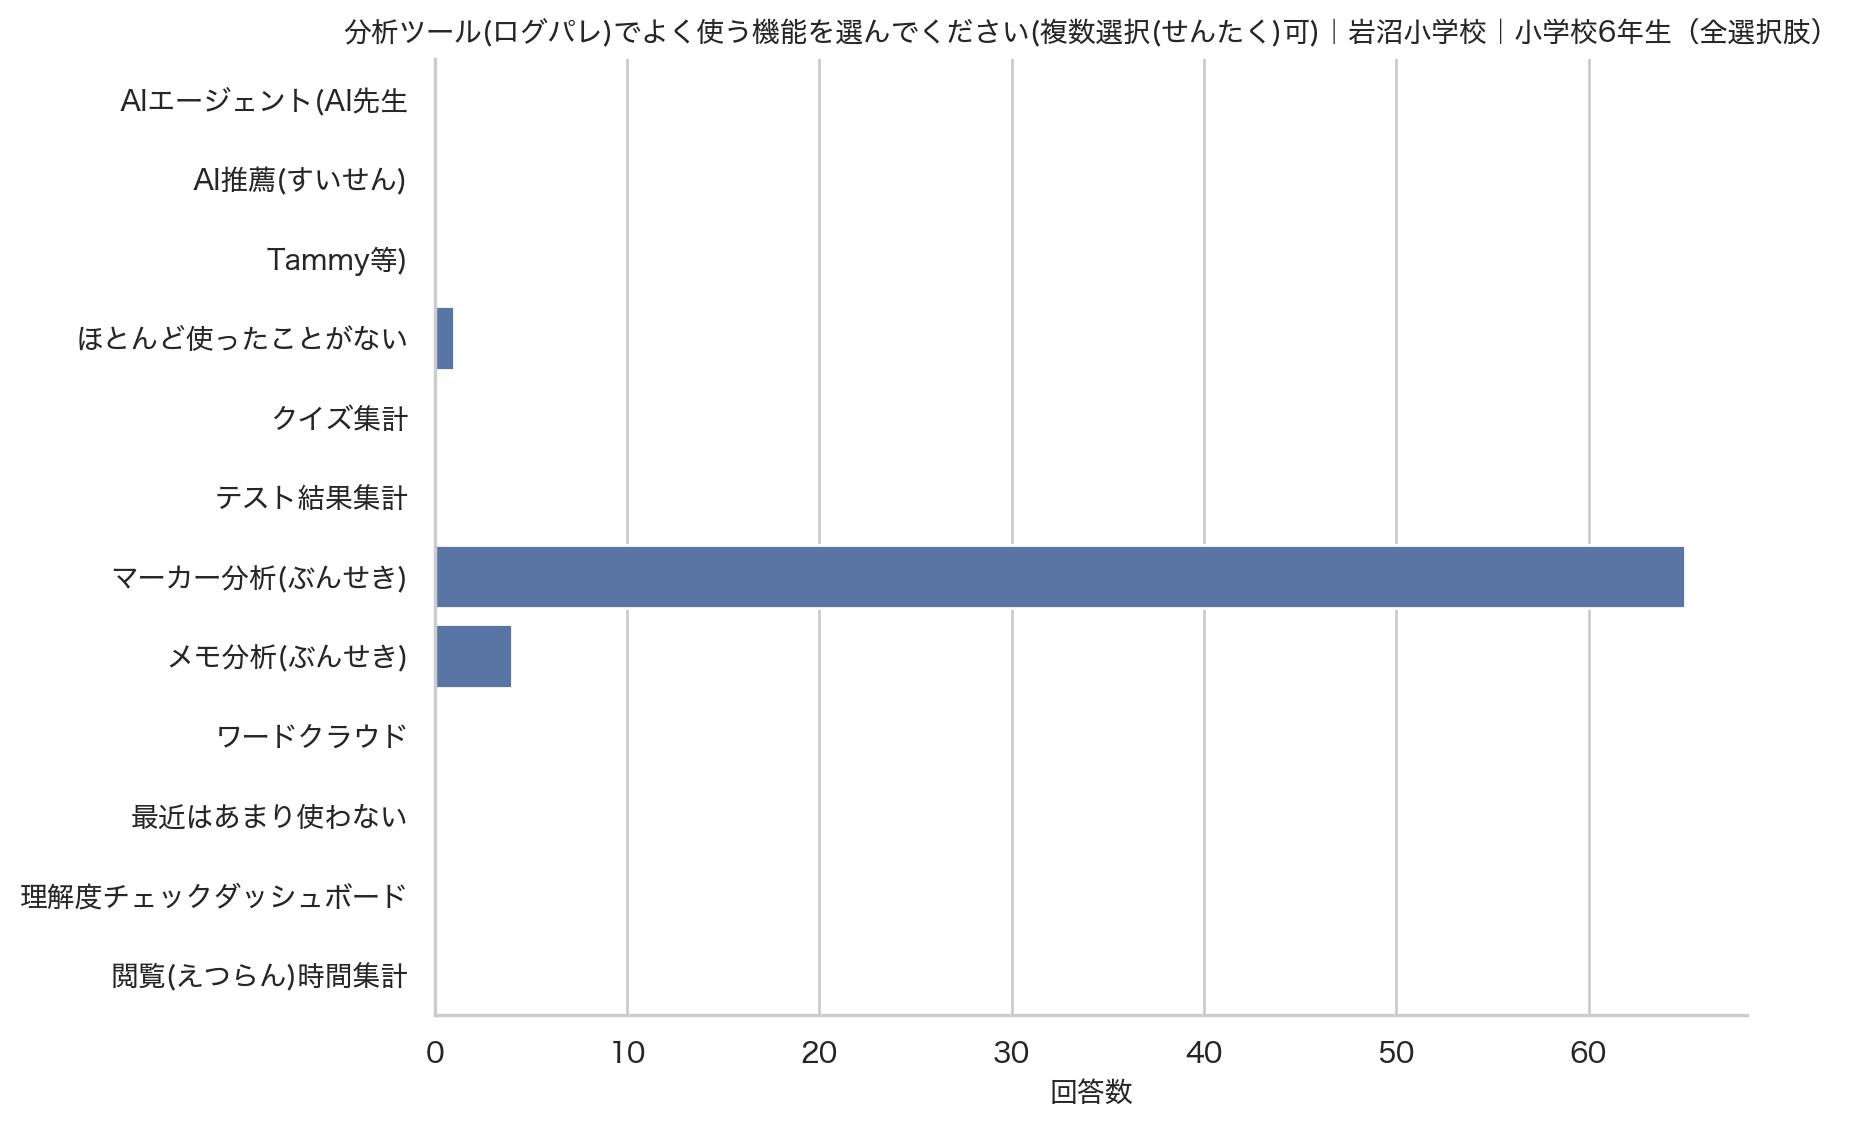 分析ツール(ログパレ)でよく使う機能を選んでください(複数選択(せんたく)可)｜岩沼小学校｜小学校6年生（全選択肢）
AIエージェント(AI先生
AI推薦(すいせん)
Tammy等)
ほとんど使ったことがない
クイズ集計
テスト結果集計
マーカー分析(ぶんせき)
メモ分析(ぶんせき)
ワードクラウド
最近はあまり使わない
理解度チェックダッシュボード
閲覧(えつらん)時間集計
0 10 20 30 40 50 60
回答数